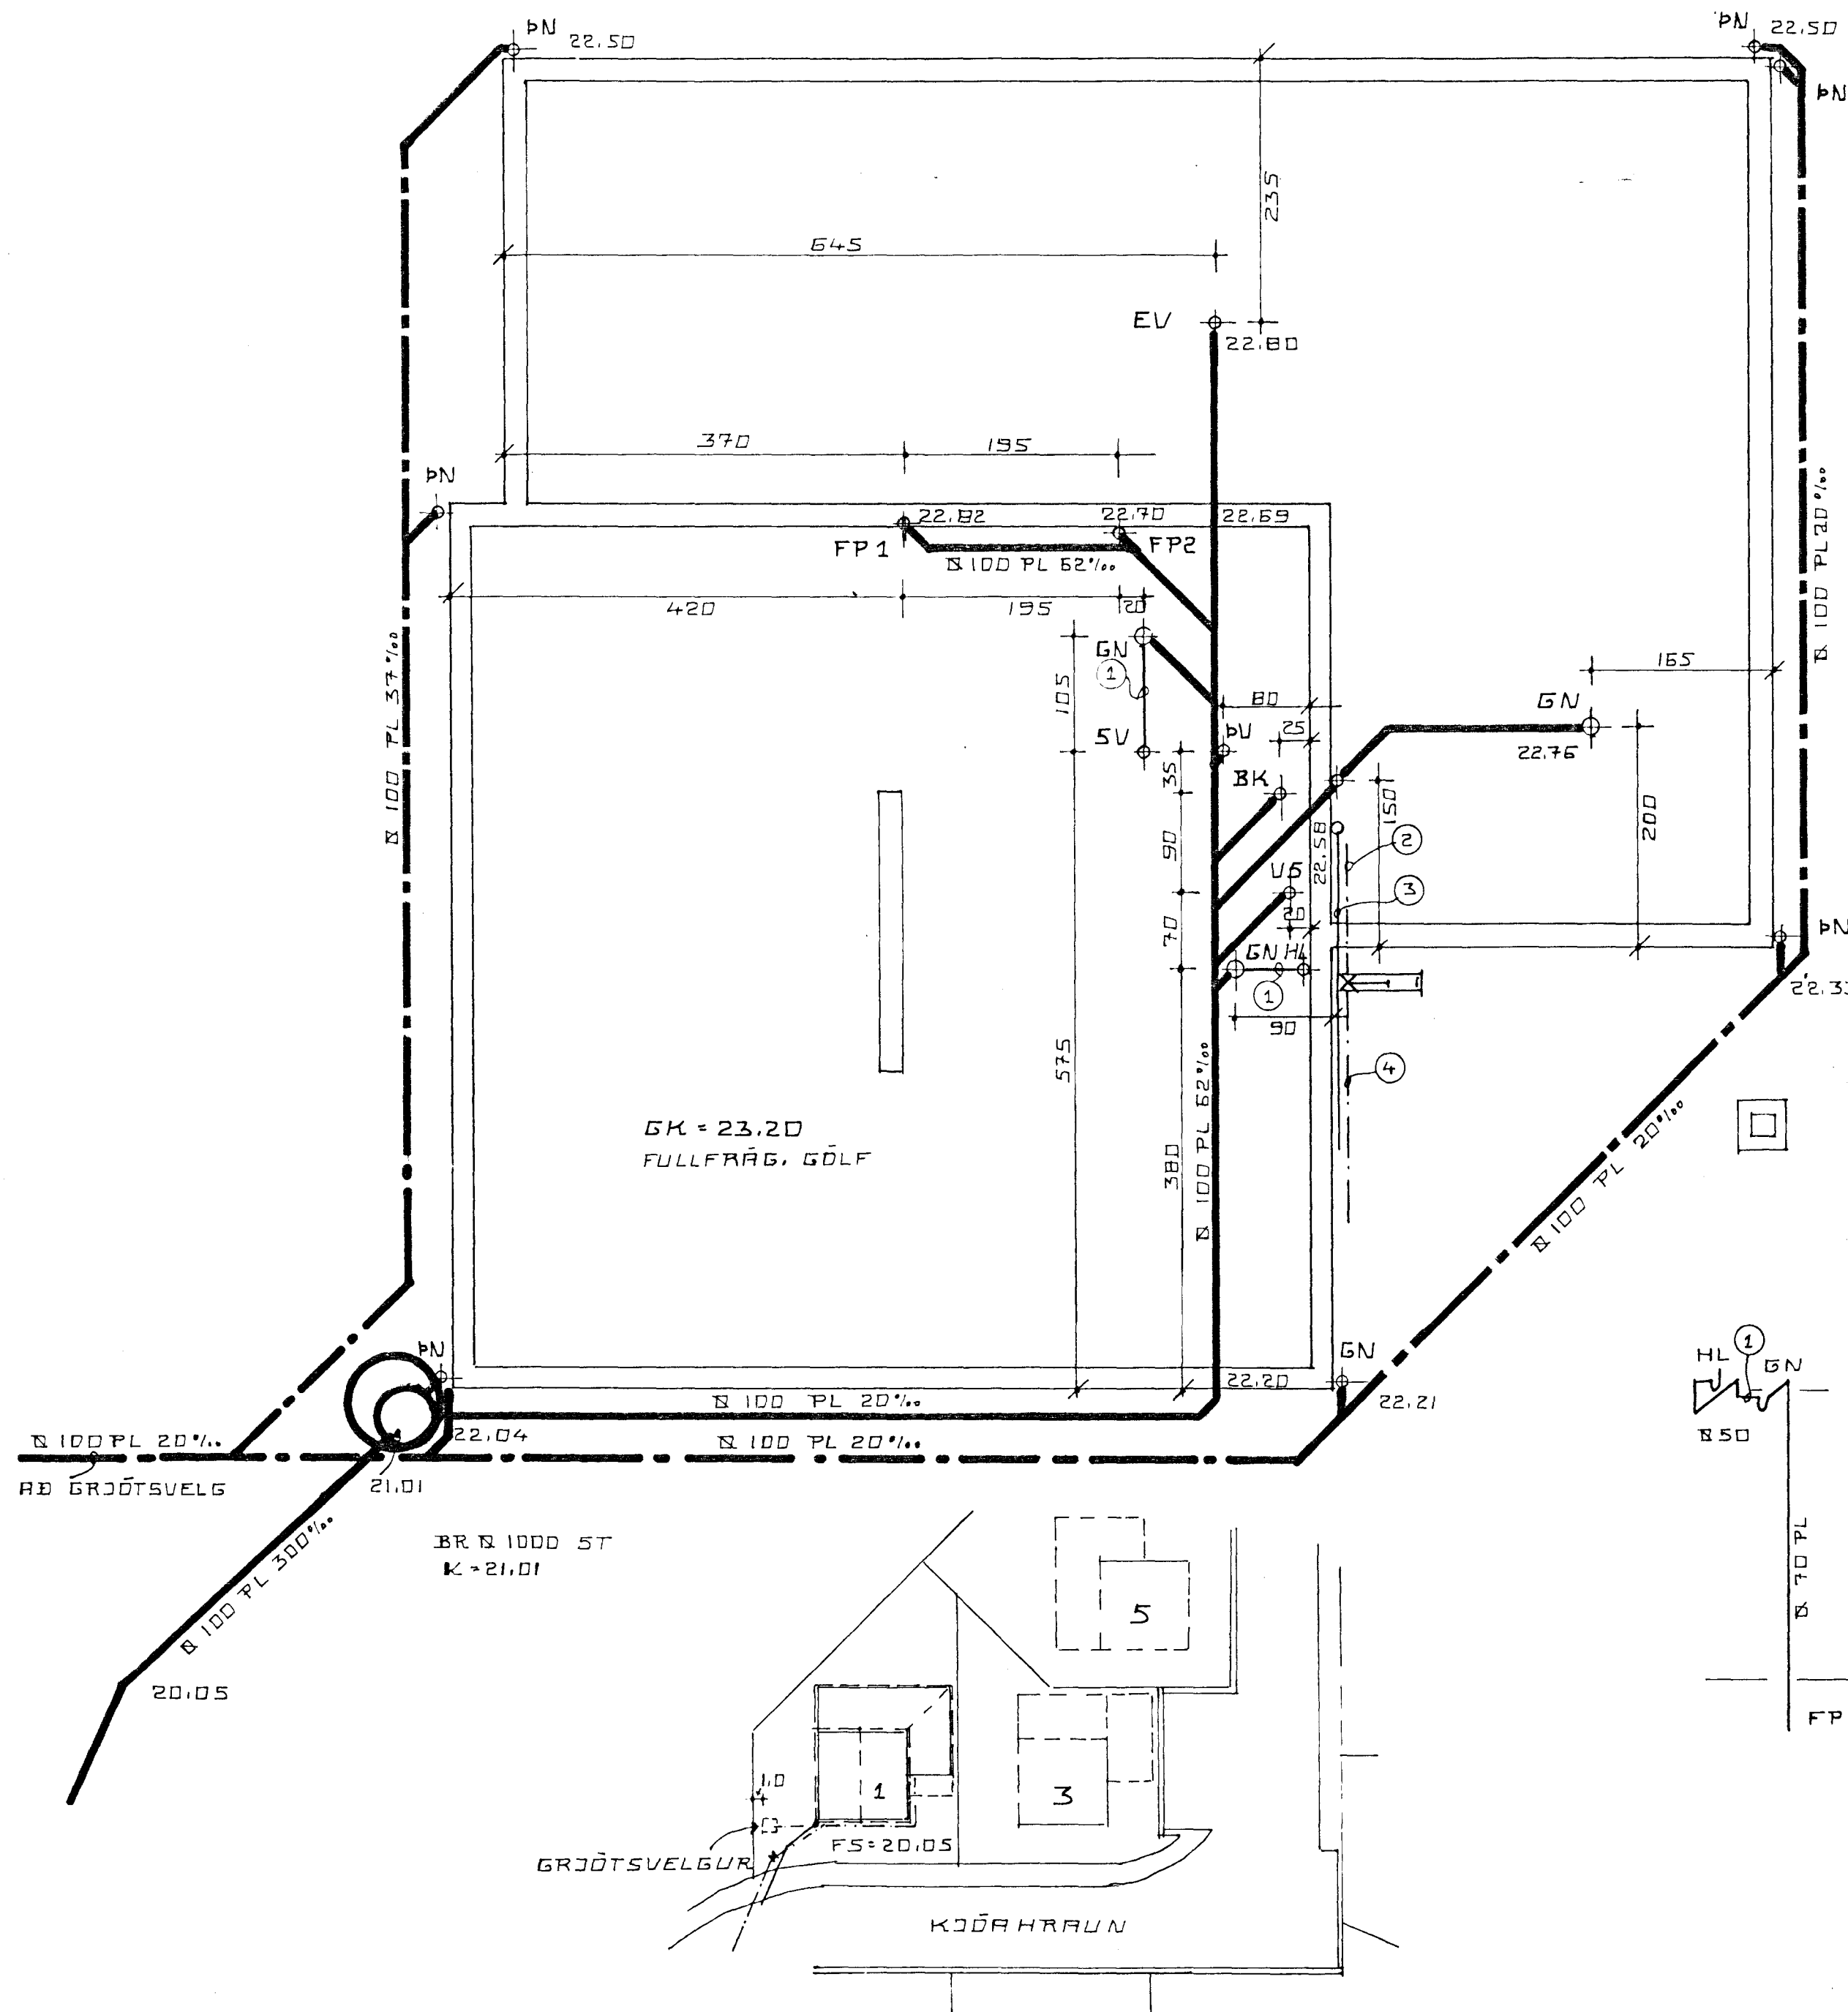 ÞN 22.50
ÞN 22.50
ÞN
235
645
EV
22.80
370
195
ÞN
22.82
22.70
22.69
FP1
FP2
Ø 100 PL 62‰
Ø 100 PL 20‰
420
195
20
Ø 100 PL 37‰
GN
1
105
165
80
GN
SV
ÞV
25
22.76
BK
35
150
200
90
22.58
2
VS
3
20
70
GN HL
ÞN
1
22.33
90
575
Ø 100 PL 62‰
4
GK = 23.20
FULLFRÁG. GÓLF
380
Ø 100 PL 20‰
ÞN
GN
22.20
HL
1
GN
Ø 100 PL 20‰
22.21
Ø50
22.04
Ø 100 PL 20‰
Ø 100 PL 20‰
AÐ GRJÓTSVELG
21.01
BR Ø 1000 ST
K = 21.01
Ø 100 PL 300‰
Ø 70 PL
5
20.05
FP
1.0
1
3
FS=20.05
GRJÓTSVELGUR
KJÓAHRAUN